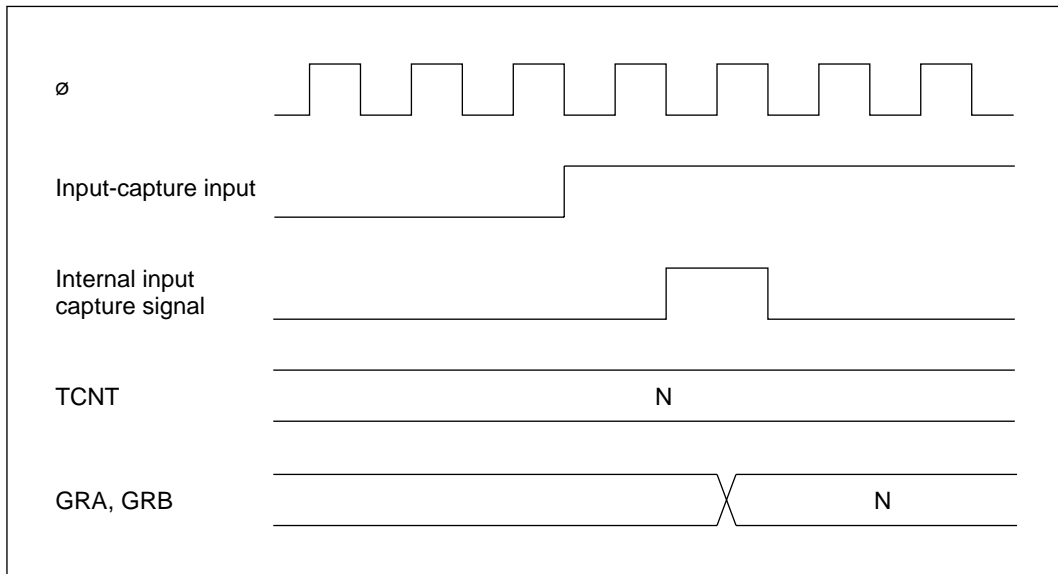 ø
Input-capture input
Internal input
capture signal
TCNT
N
GRA, GRB
N